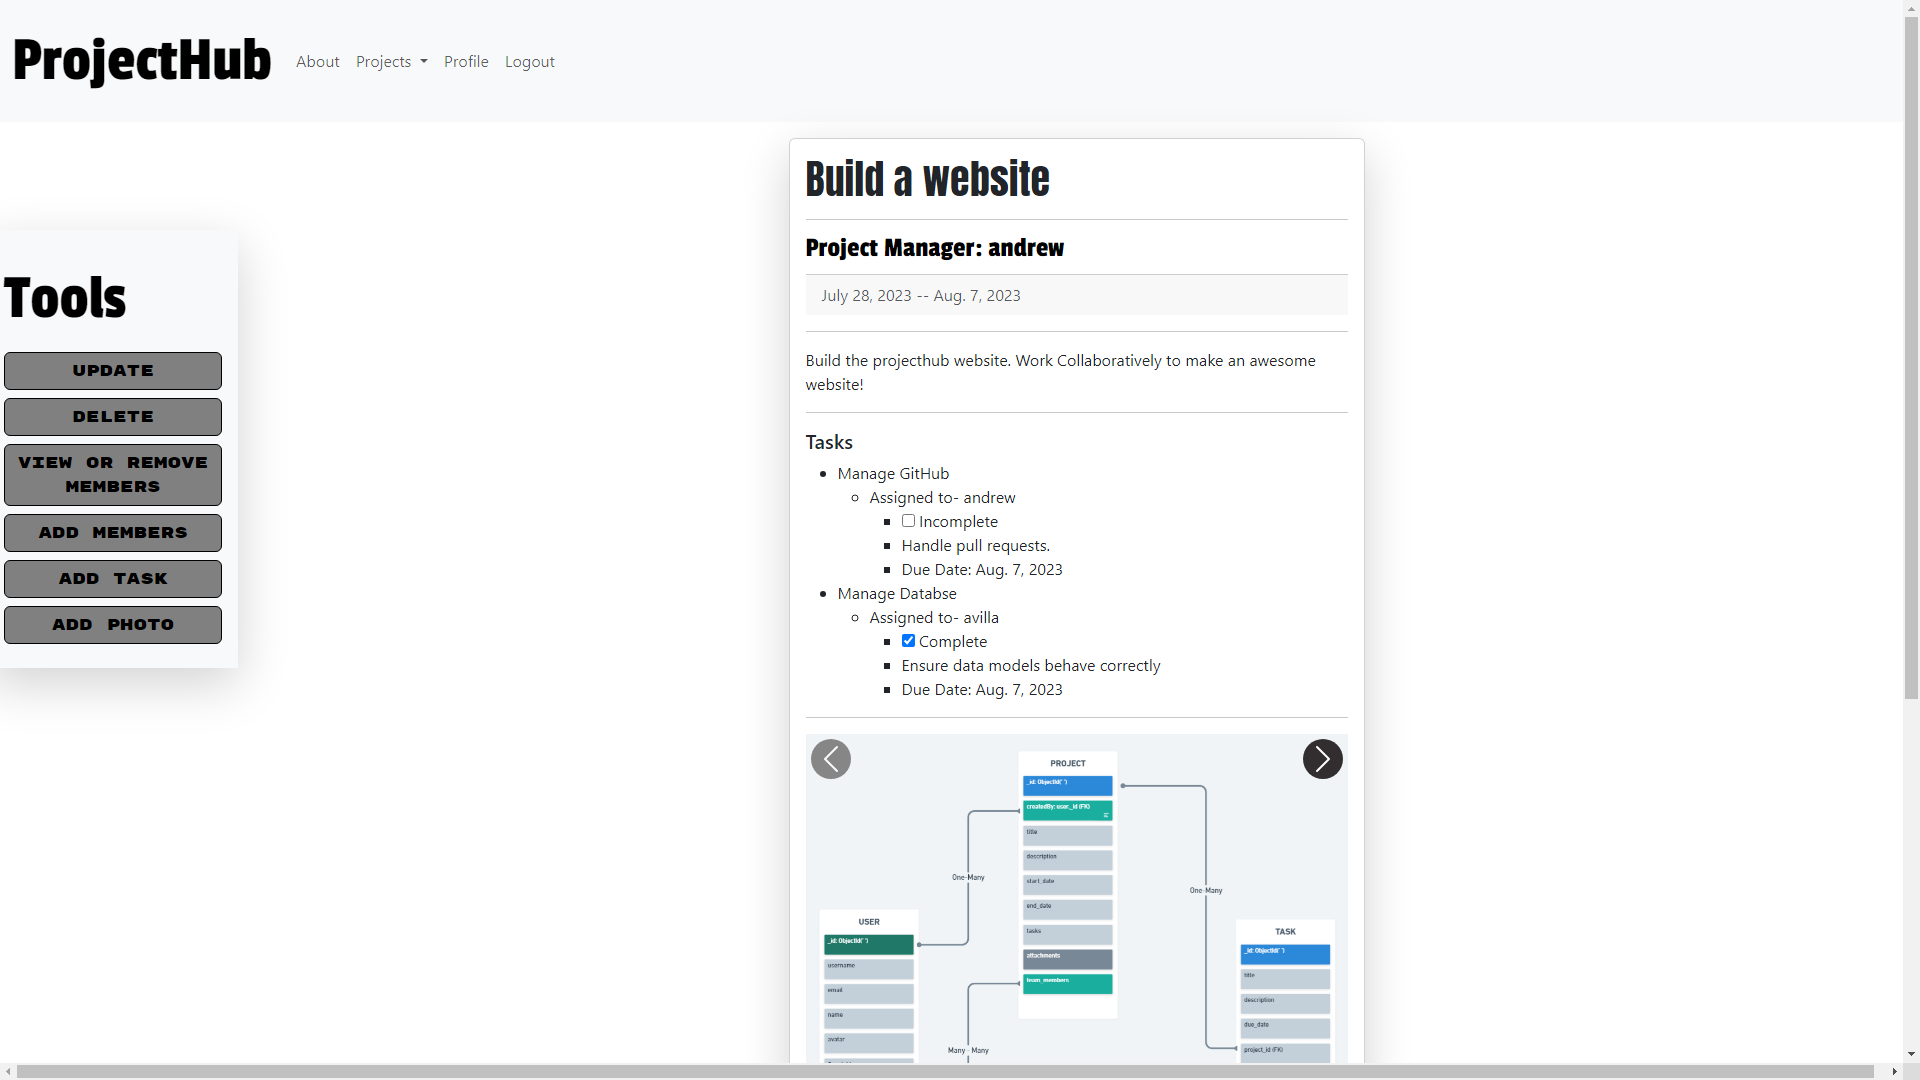 ProjectHub
About
Projects
Profile
Logout
Tools
UPDATE
DELETE
VIEW OR REMOVE
MEMBERS
ADD MEMBERS
ADD TASK
ADD PHOTO
Build a website
Project Manager: andrew
July 28, 2023 -- Aug. 7, 2023
Build the projecthub website. Work Collaboratively to make an awesome
website!
Tasks
Manage GitHub
Assigned to- andrew
Incomplete
Handle pull requests.
Due Date: Aug. 7, 2023
Manage Databse
Assigned to- avilla
Complete
Ensure data models behave correctly
Due Date: Aug. 7, 2023
PROJECT
_id: ObjectId(' ')
createdBy: user._id (FK)
title
description
start_date
end_date
tasks
attachments
team_members
One-Many
One-Many
Many - Many
USER
_id: ObjectId(' ')
username
email
name
avatar
TASK
_id: ObjectId(' ')
title
description
due_date
project_id (FK)